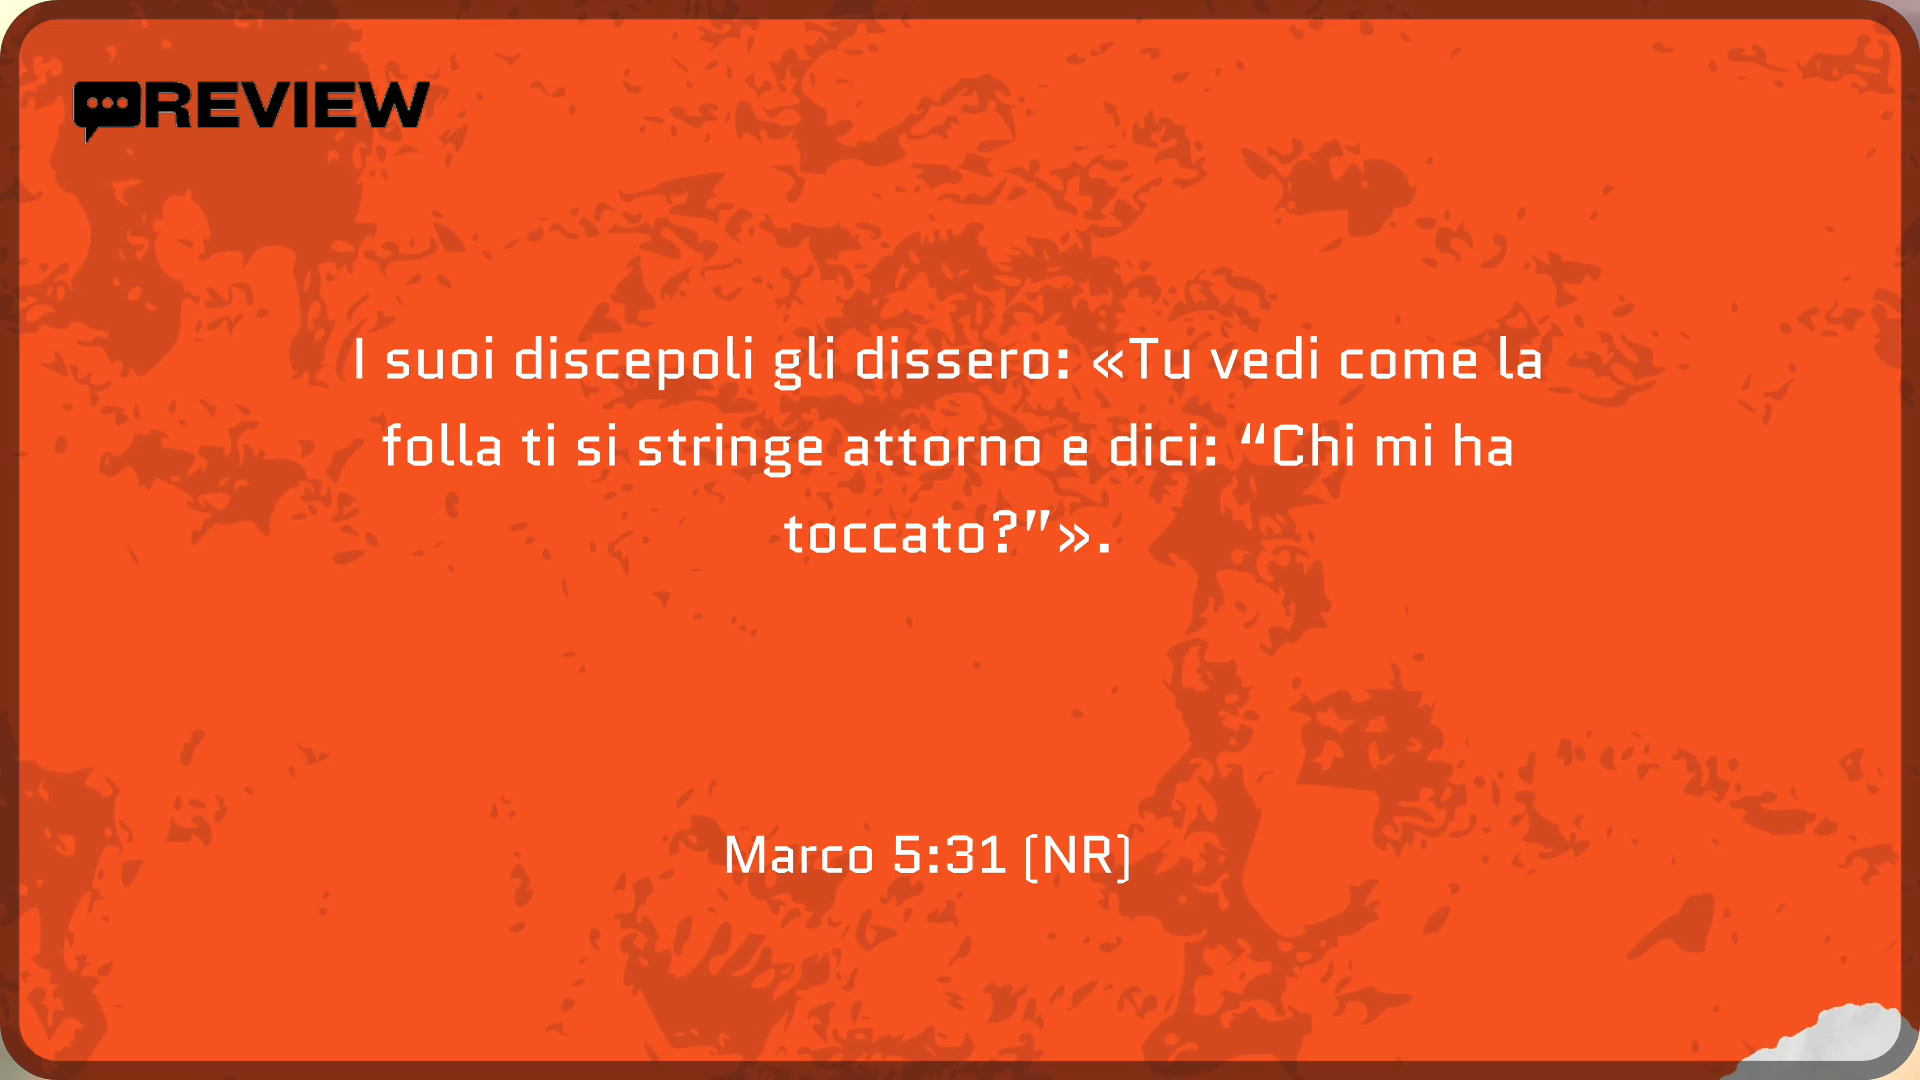 REVIEW
I suoi discepoli gli dissero: «Tu vedi come la
folla ti si stringe attorno e dici: “Chi mi ha
toccato?”».
Marco 5:31 (NR)